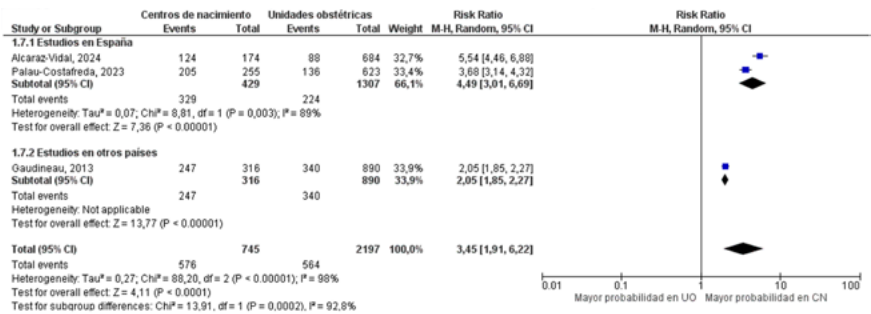 Centros de nacimiento Unidades obstétricas Risk Ratio Risk Ratio
Study or Subgroup Events Total Events Total Weight M-H, Random, 95% CI M-H, Random, 95% CI
1.7.1 Estudios en España
Alcaraz-Vidal, 2024 124 174 88 684 32,7% 5,54 [4,46, 6,88]
Palau-Costafreda, 2023 205 255 136 623 33,4% 3,68 [3,14, 4,32]
Subtotal (95% CI) 429 1307 66,1% 4,49 [3,01, 6,69]
Total events 329 224
Heterogeneity: Tau² = 0,07; Chi² = 8,81, df = 1 (P = 0,003); I² = 89%
Test for overall effect: Z = 7,36 (P < 0.00001)
1.7.2 Estudios en otros países
Gaudineau, 2013 247 316 340 890 33,9% 2,05 [1,85, 2,27]
Subtotal (95% CI) 316 890 33,9% 2,05 [1,85, 2,27]
Total events 247 340
Heterogeneity: Not applicable
Test for overall effect: Z = 13,77 (P < 0.00001)
Total (95% CI) 745 2197 100,0% 3,45 [1,91, 6,22]
Total events 576 564
Heterogeneity: Tau² = 0,27; Chi² = 88,20, df = 2 (P < 0.00001); I² = 98%
Test for overall effect: Z = 4,11 (P < 0.0001)
Test for subgroup differences: Chi² = 13,91, df = 1 (P = 0,0002), I² = 92,8%
0.01 0.1 1 10 100
Mayor probabilidad en UO Mayor probabilidad en CN